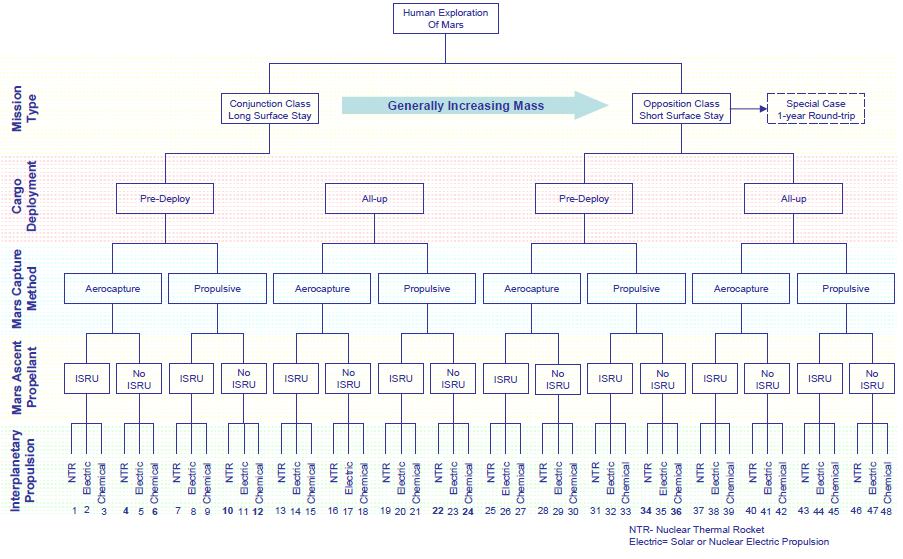 Human Exploration
Of Mars
Mission
Type
Conjunction Class
Long Surface Stay
Generally Increasing Mass
Opposition Class
Short Surface Stay
Special Case
1-year Round-trip
Cargo
Deployment
Pre-Deploy
All-up
Pre-Deploy
All-up
Mars Capture
Method
Aerocapture
Propulsive
Aerocapture
Propulsive
Aerocapture
Propulsive
Aerocapture
Propulsive
Mars Ascent
Propellant
ISRU
No
ISRU
ISRU
No
ISRU
ISRU
No
ISRU
ISRU
No
ISRU
ISRU
No
ISRU
ISRU
No
ISRU
ISRU
No
ISRU
ISRU
No
ISRU
Interplanetary
Propulsion
NTR Electric Chemical NTR Electric Chemical NTR Electric Chemical NTR Electric Chemical NTR Electric Chemical NTR Electric Chemical NTR Electric Chemical NTR Electric Chemical NTR Electric Chemical NTR Electric Chemical NTR Electric Chemical NTR Electric Chemical NTR Electric Chemical NTR Electric Chemical NTR Electric Chemical NTR Electric Chemical
1 2 3 4 5 6 7 8 9 10 11 12 13 14 15 16 17 18 19 20 21 22 23 24 25 26 27 28 29 30 31 32 33 34 35 36 37 38 39 40 41 42 43 44 45 46 47 48
NTR- Nuclear Thermal Rocket
Electric= Solar or Nuclear Electric Propulsion